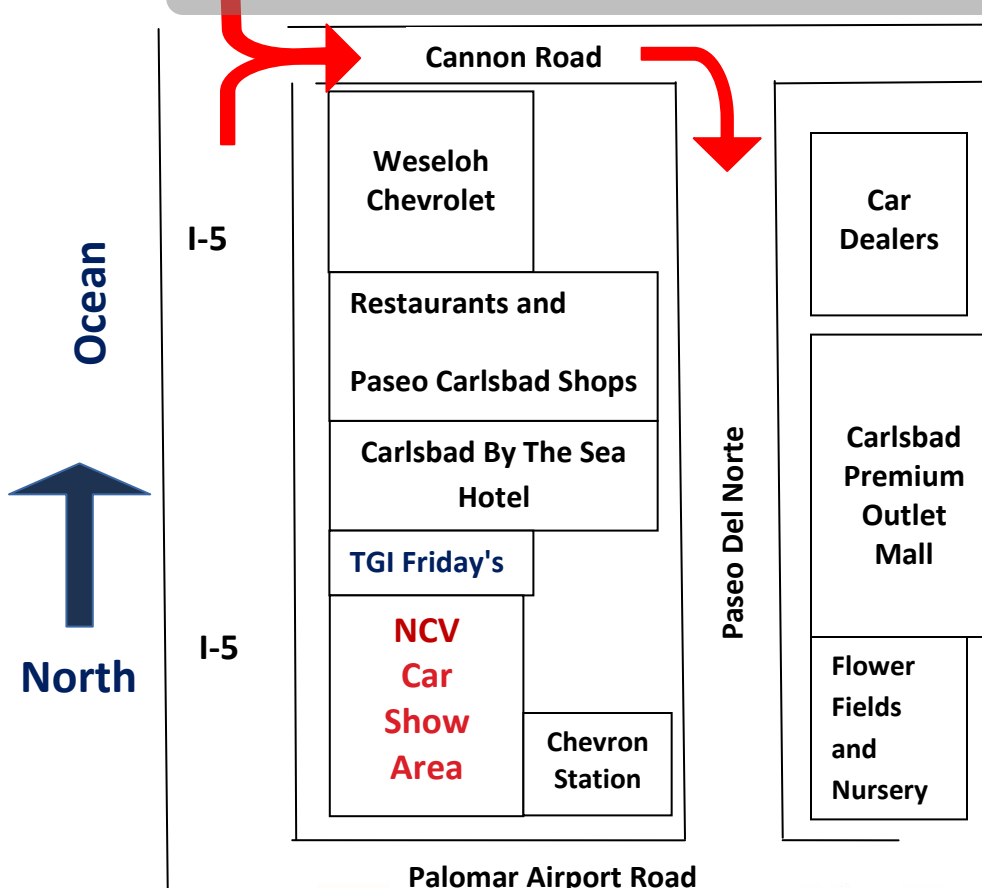 Cannon Road
Weseloh
Chevrolet
Car
Dealers
I-5
Ocean
Restaurants and
Paseo Carlsbad Shops
Carlsbad By The Sea
Hotel
Paseo Del Norte
Carlsbad
Premium
Outlet
Mall
TGI Friday's
NCV
Car
Show
Area
I-5
North
Chevron
Station
Flower
Fields
and
Nursery
Palomar Airport Road